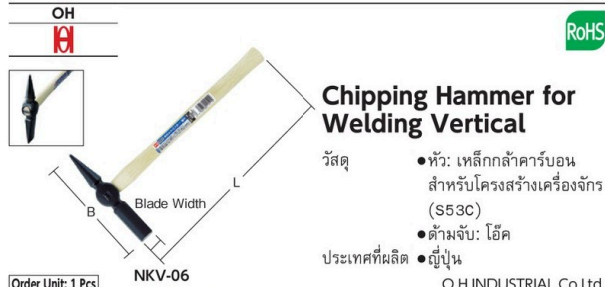 OH
RoHS
Chipping Hammer for
Welding Vertical
วัสดุ
●หัว: เหล็กกล้าคาร์บอน
สำหรับโครงสร้างเครื่องจักร
(S53C)
●ด้ามจับ: โอ๊ค
ประเทศที่ผลิต ●ญี่ปุ่น
O H INDUSTRIAL Co Ltd
L
Blade Width
B
NKV-06
Order Unit: 1 Pcs